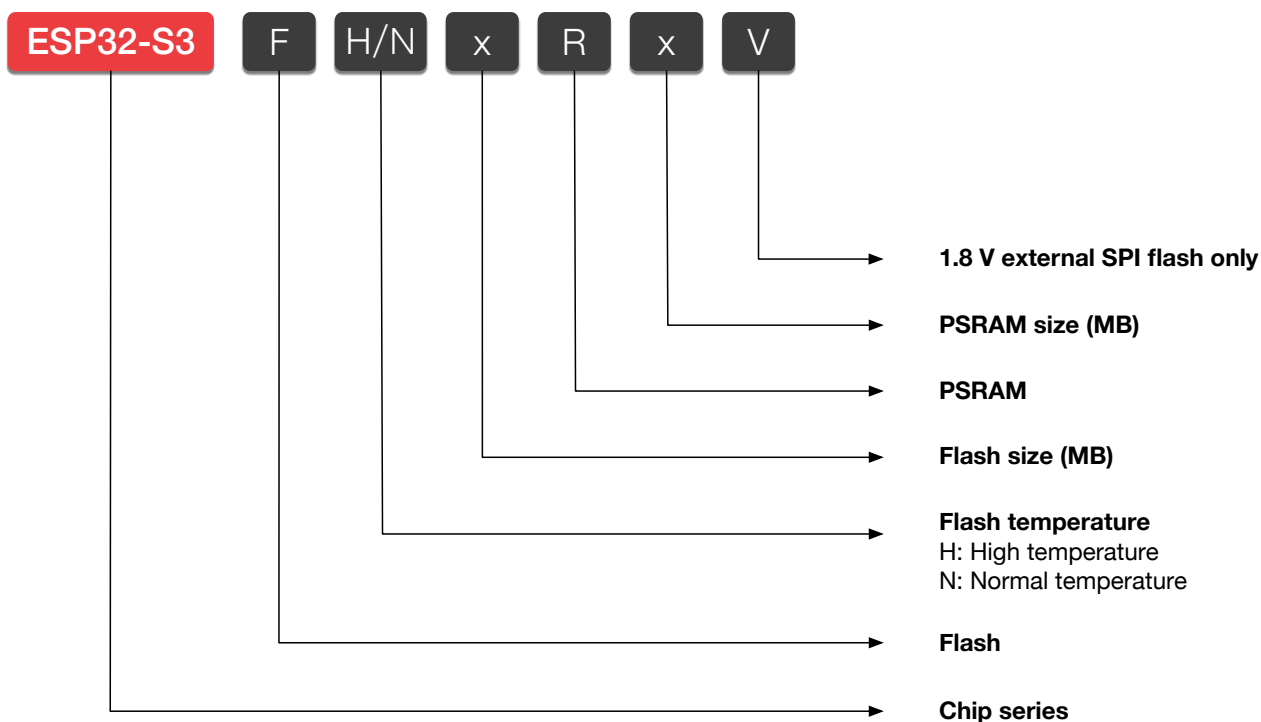 ESP32-S3 F H/N x R x V
1.8 V external SPI flash only
PSRAM size (MB)
PSRAM
Flash size (MB)
Flash temperature
H: High temperature
N: Normal temperature
Flash
Chip series